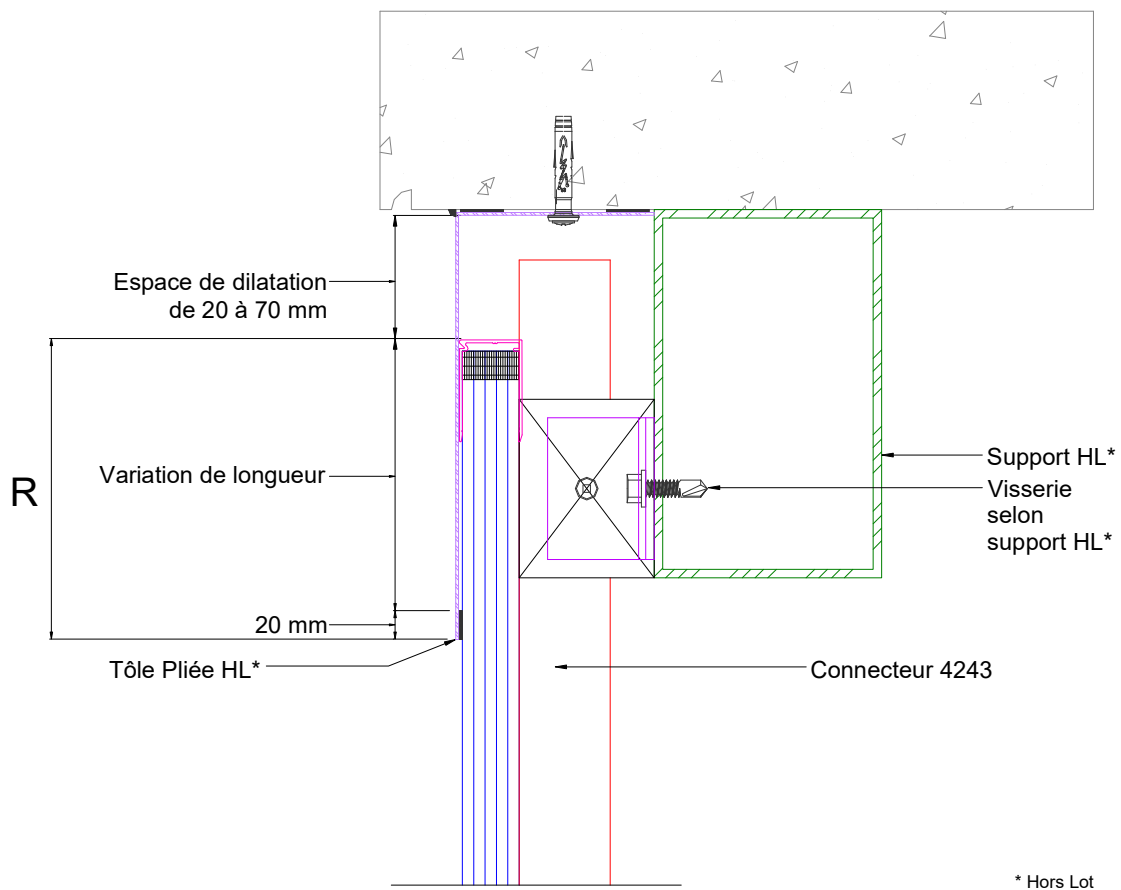 Espace de dilatation
de 20 à 70 mm
R
Variation de longueur
20 mm
Tôle Pliée HL*
Support HL*
Visserie
selon
support HL*
Connecteur 4243
* Hors Lot